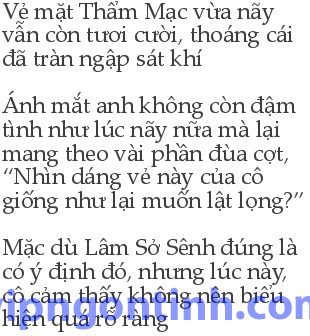 Vẻ mặt Thẩm Mạc vừa nãy
vẫn còn tươi cười, thoáng cái
đã tràn ngập sát khí
Ánh mắt anh không còn đậm
tình như lúc nãy nữa mà lại
mang theo vài phần đùa cợt,
“Nhìn dáng vẻ này của cô
giống như lại muốn lật lọng?”
Mặc dù Lâm Sở Sênh đúng là
có ý định đó, nhưng lúc này,
cô cảm thấy không nên biểu
hiện quá rõ ràng
vipngontinh.com